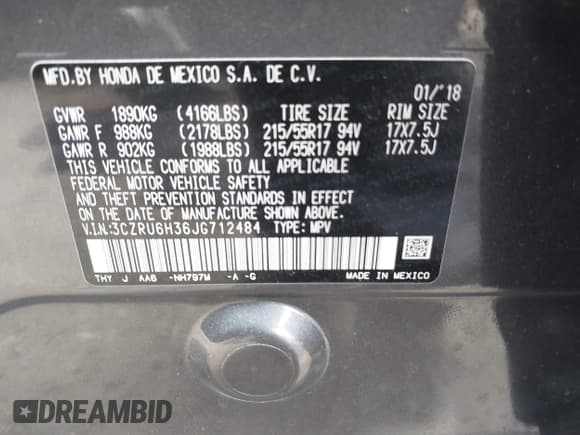 MFD.BY HONDA DE MEXICO S.A. DE C.V.
01/'18
GVWR 1890KG (4166LBS) TIRE SIZE RIM SIZE
GAWR F 988KG (2178LBS) 215/55R17 94V 17X7.5J
GAWR R 902KG (1988LBS) 215/55R17 94V 17X7.5J
THIS VEHICLE CONFORMS TO ALL APPLICABLE
FEDERAL MOTOR VEHICLE SAFETY
AND THEFT PREVENTION STANDARDS IN EFFECT
ON THE DATE OF MANUFACTURE SHOWN ABOVE.
V.I.N:3CZRU6H36JG712484 TYPE: MPV
THY J AA6 -NH797M -A -G MADE IN MEXICO
DREAMBID